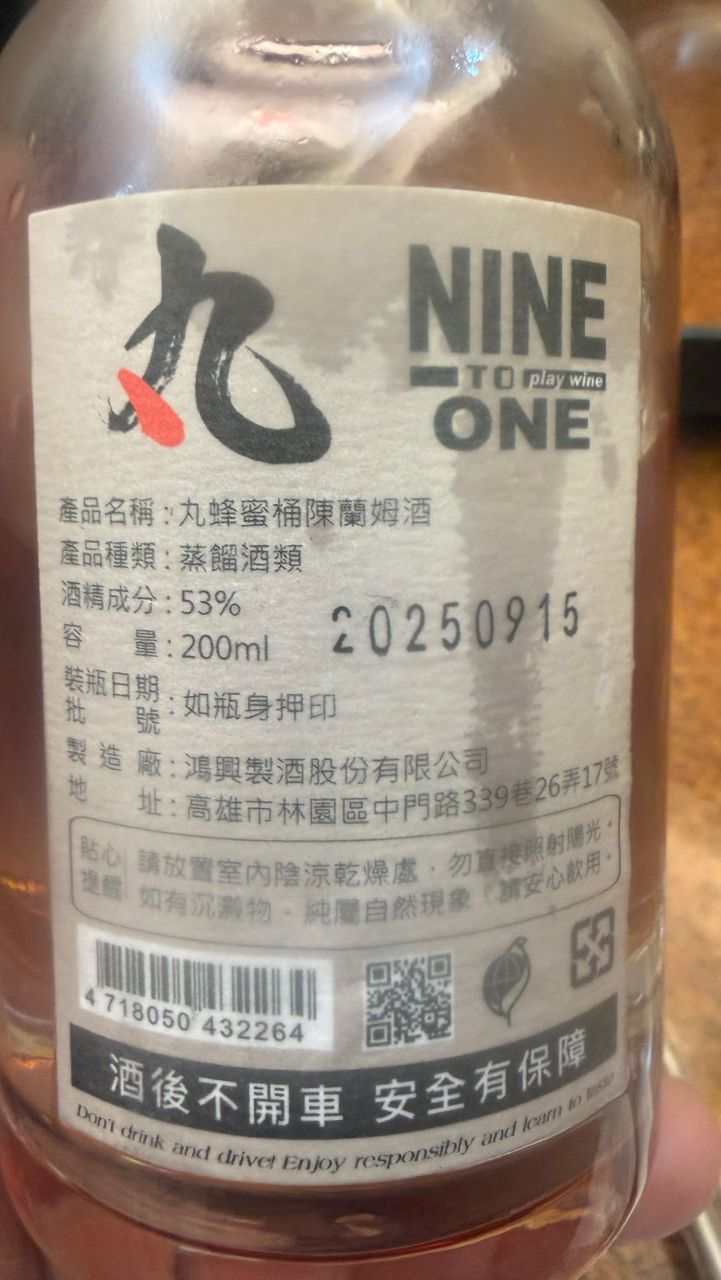 丸
NINE
TO play wine
ONE
產品名稱：丸蜂蜜桶陳蘭姆酒
產品種類：蒸餾酒類
酒精成分：53%
容量：200ml
20250915
裝瓶日期
批號：如瓶身押印
製造廠：鴻興製酒股份有限公司
地址：高雄市林園區中門路339巷26弄17號
貼心提醒
請放置室內陰涼乾燥處，勿直接照射陽光。
如有沉澱物，純屬自然現象，請安心飲用。
4 718050 432264
酒後不開車 安全有保障
Don't drink and drive! Enjoy responsibly and learn to taste